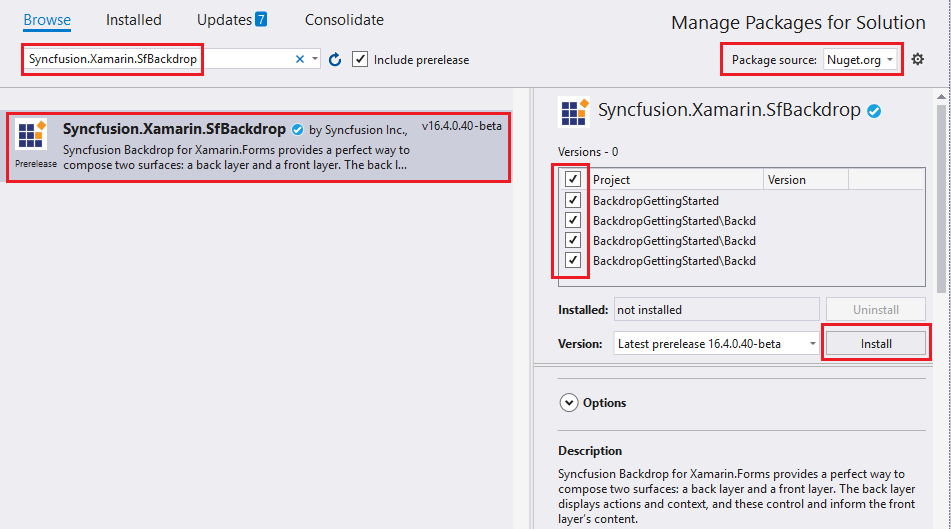 Browse Installed Updates 7 Consolidate
Manage Packages for Solution
Syncfusion.Xamarin.SfBackdrop
Include prerelease
Package source: Nuget.org
Syncfusion.Xamarin.SfBackdrop by Syncfusion Inc., v16.4.0.40-beta
Syncfusion Backdrop for Xamarin.Forms provides a perfect way to
compose two surfaces: a back layer and a front layer. The back l...
Prerelease
Syncfusion.Xamarin.SfBackdrop
Versions - 0
Project Version
BackdropGettingStarted
BackdropGettingStarted\Backd
BackdropGettingStarted\Backd
BackdropGettingStarted\Backd
Installed: not installed Uninstall
Version: Latest prerelease 16.4.0.40-beta Install
Options
Description
Syncfusion Backdrop for Xamarin.Forms provides a perfect way to
compose two surfaces: a back layer and a front layer. The back layer
displays actions and context, and these control and inform the front
layer's content.